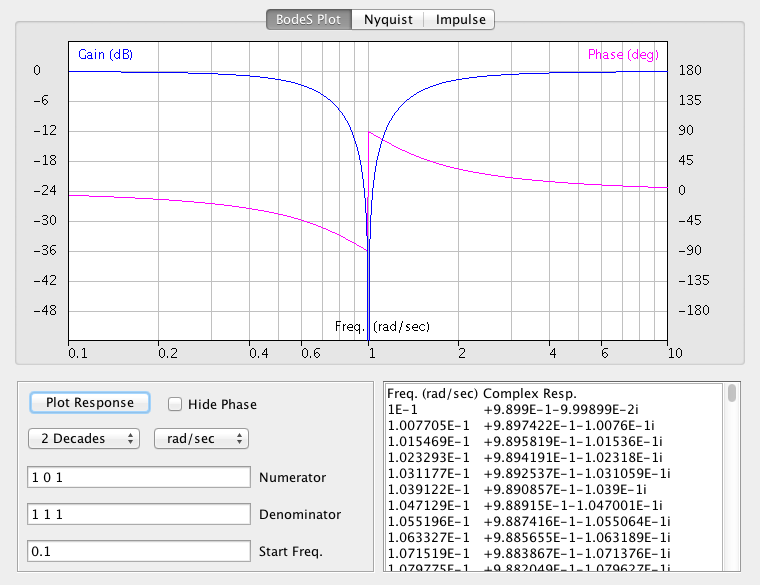 BodeS Plot Nyquist Impulse
Gain (dB) Phase (deg)
0 180
-6 135
-12 90
-18 45
-24 0
-30 -45
-36 -90
-42 -135
-48 -180
Freq. (rad/sec)
0.1 0.2 0.4 0.6 1 2 4 6 10
Plot Response Hide Phase
2 Decades rad/sec
1 0 1 Numerator
1 1 1 Denominator
0.1 Start Freq.
Freq. (rad/sec) Complex Resp.
1E-1 +9.899E-1-9.99899E-2i
1.007705E-1 +9.897422E-1-1.0076E-1i
1.015469E-1 +9.895819E-1-1.01536E-1i
1.023293E-1 +9.894191E-1-1.02318E-1i
1.031177E-1 +9.892537E-1-1.031059E-1i
1.039122E-1 +9.890857E-1-1.039E-1i
1.047129E-1 +9.88915E-1-1.047001E-1i
1.055196E-1 +9.887416E-1-1.055064E-1i
1.063327E-1 +9.885655E-1-1.063189E-1i
1.071519E-1 +9.883867E-1-1.071376E-1i
1.079775E-1 +9.882049E-1-1.079627E-1i